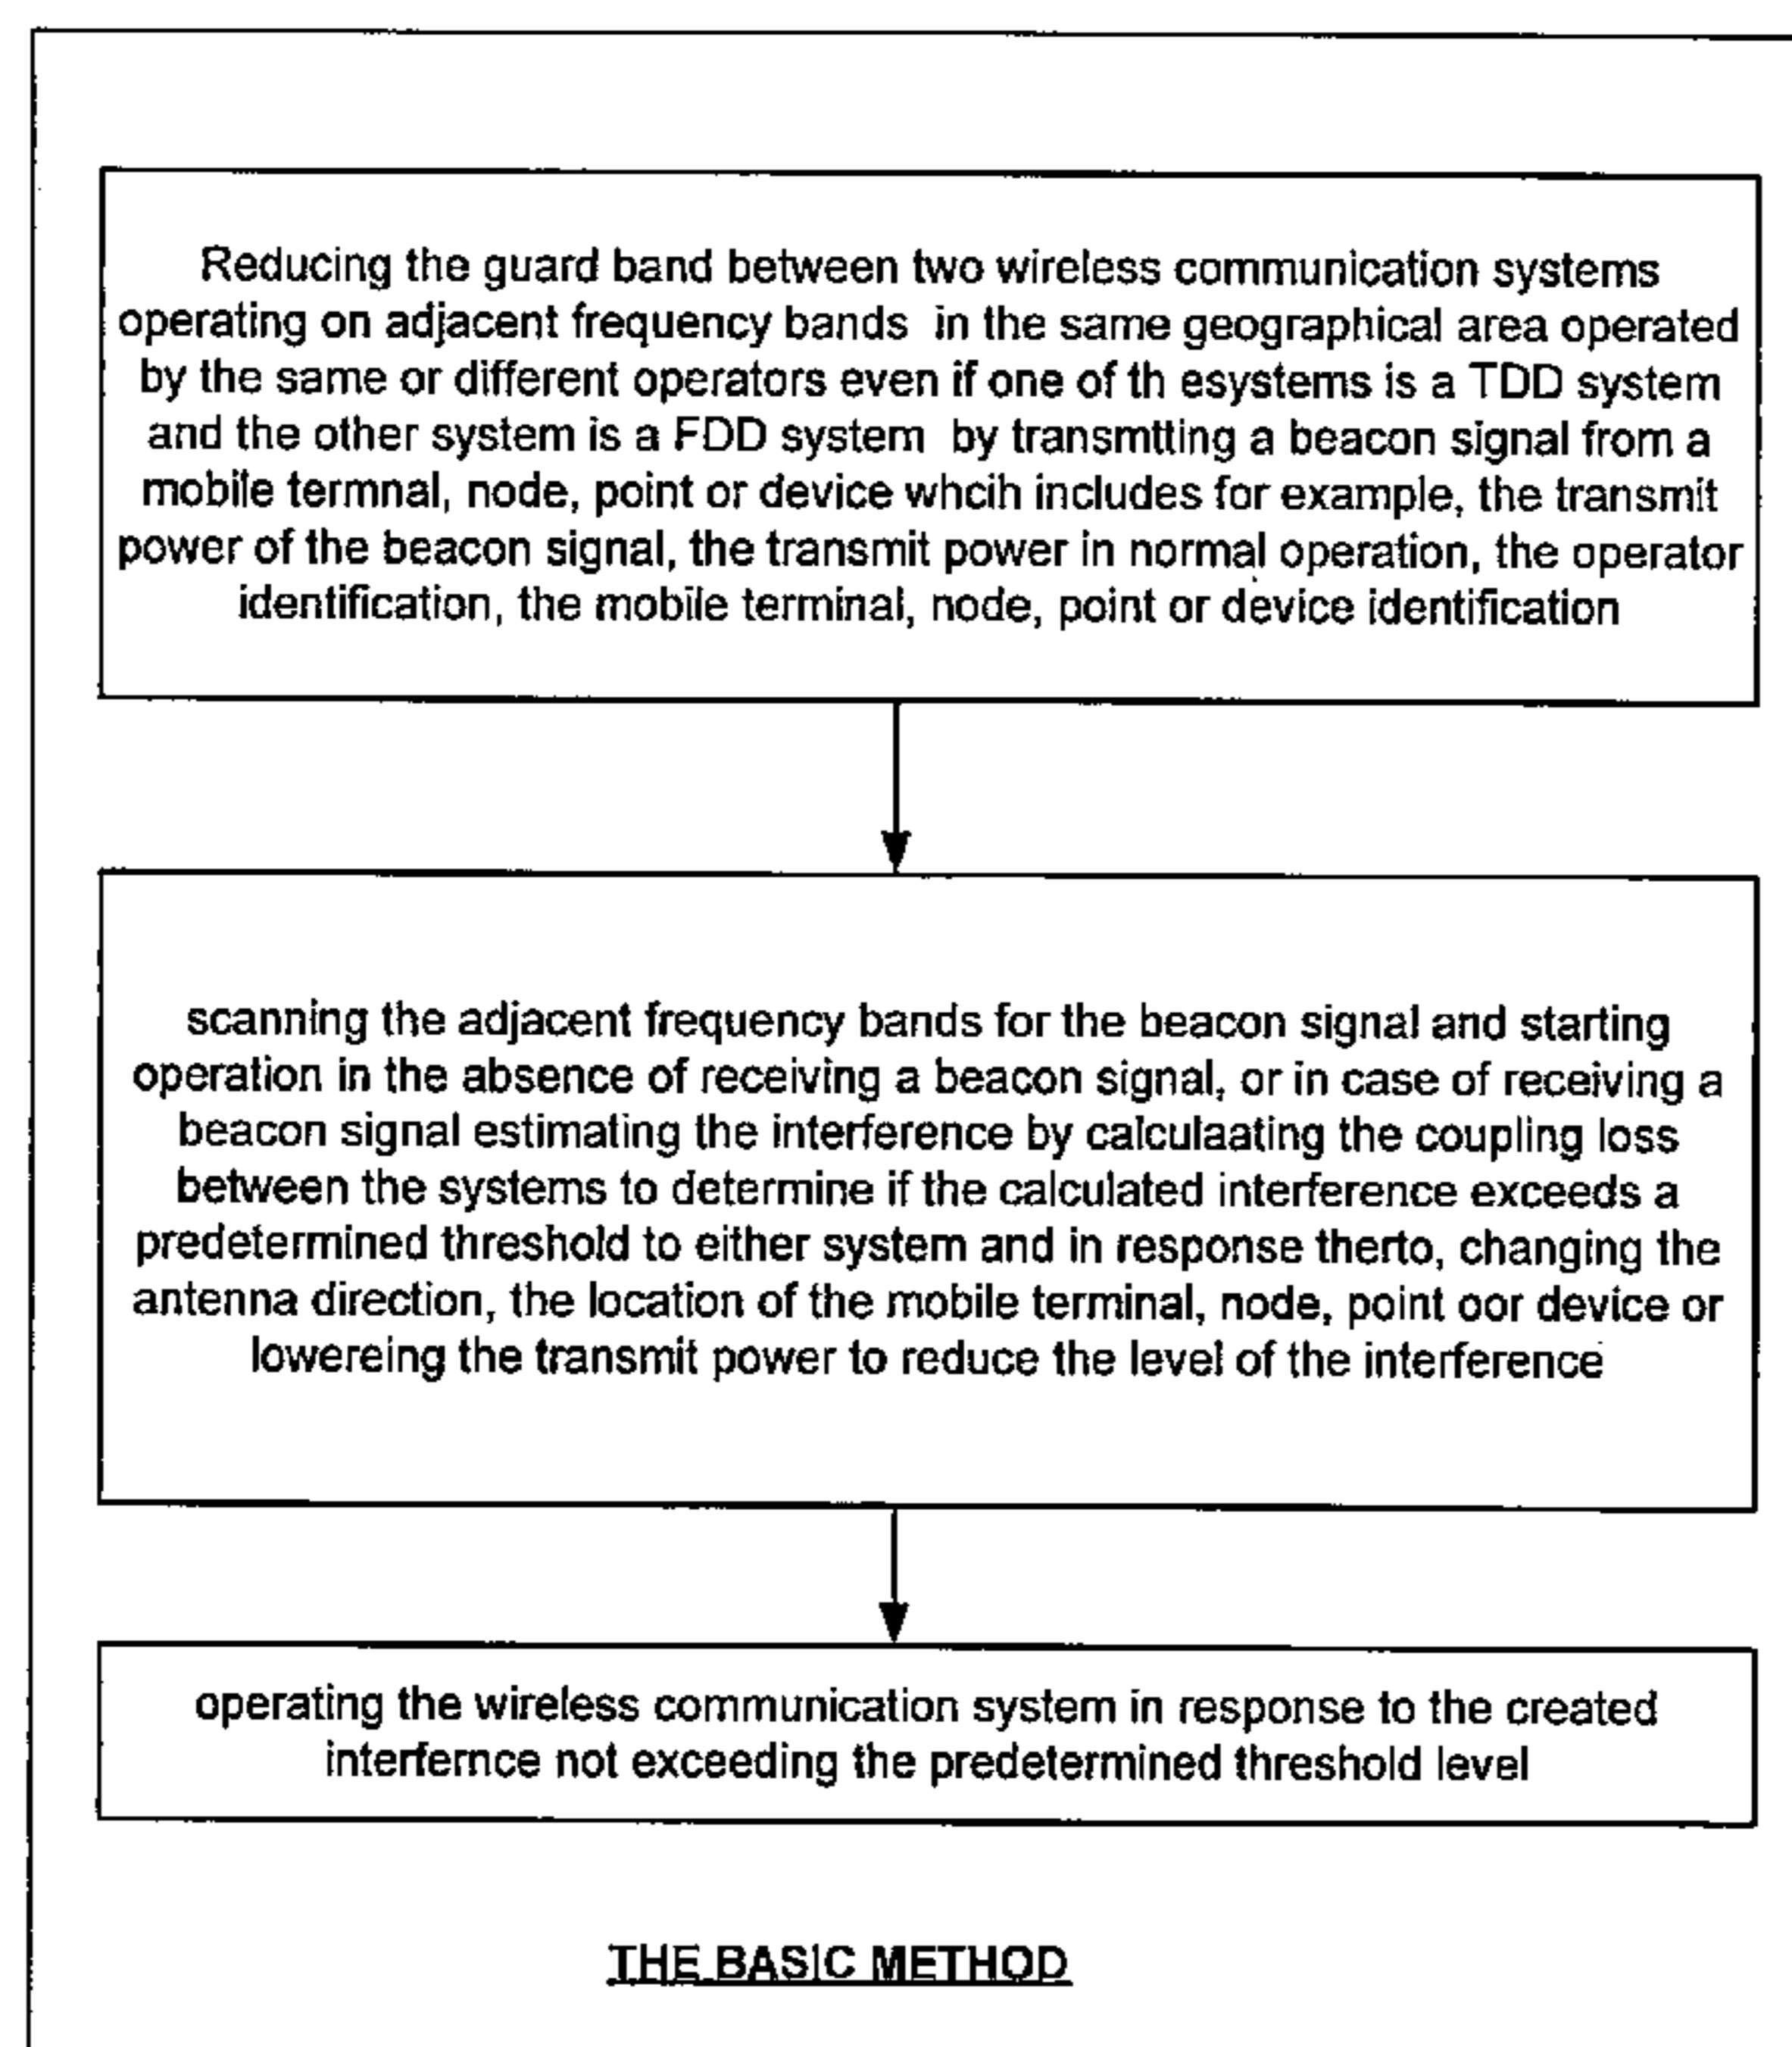 Reducing the guard band between two wireless communication systems
operating on adjacent frequency bands in the same geographical area operated
by the same or different operators even if one of th esystems is a TDD system
and the other system is a FDD system by transmtting a beacon signal from a
mobile termnal, node, point or device whcih includes for example, the transmit
power of the beacon signal, the transmit power in normal operation, the operator
identification, the mobile terminal, node, point or device identification
scanning the adjacent frequency bands for the beacon signal and starting
operation in the absence of receiving a beacon signal, or in case of receiving a
beacon signal estimating the interference by calculaating the coupling loss
between the systems to determine if the calculated interference exceeds a
predetermined threshold to either system and in response therto, changing the
antenna direction, the location of the mobile terminal, node, point oor device or
lowereing the transmit power to reduce the level of the interference
operating the wireless communication system in response to the created
interfernce not exceeding the predetermined threshold level
THE BASIC METHOD